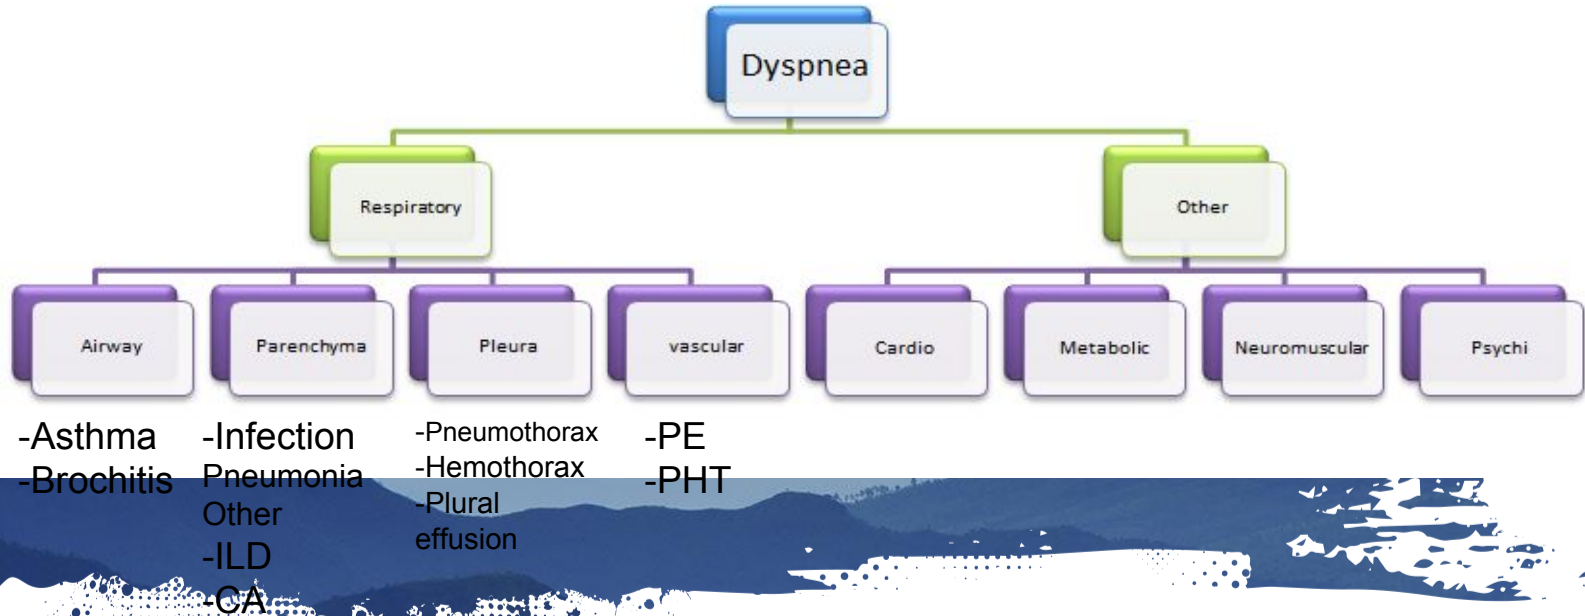 Dyspnea
Respiratory
Other
Airway
Parenchyma
Pleura
vascular
Cardio
Metabolic
Neuromuscular
Psychi
-Asthma
-Brochitis
-Infection
Pneumonia
Other
-ILD
-CA
-Pneumothorax
-Hemothorax
-Plural
effusion
-PE
-PHT